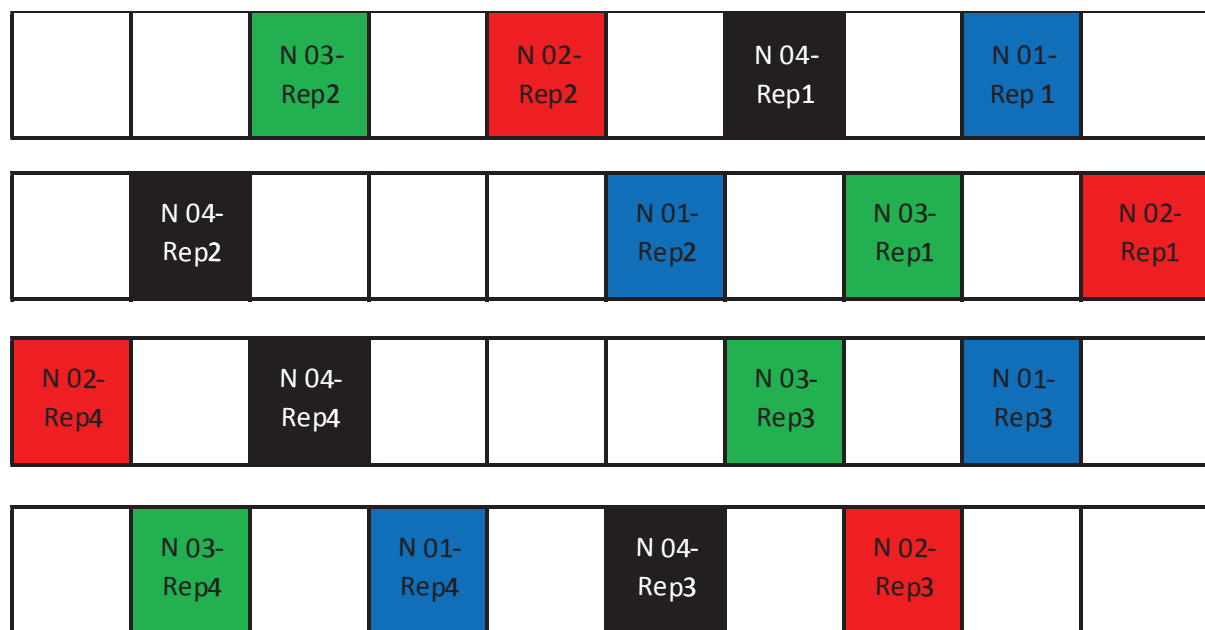 N 03-
Rep2
N 02-
Rep2
N 04-
Rep1
N 01-
Rep 1
N 04-
Rep2
N 01-
Rep2
N 03-
Rep1
N 02-
Rep1
N 02-
Rep4
N 04-
Rep4
N 03-
Rep3
N 01-
Rep3
N 03-
Rep4
N 01-
Rep4
N 04-
Rep3
N 02-
Rep3